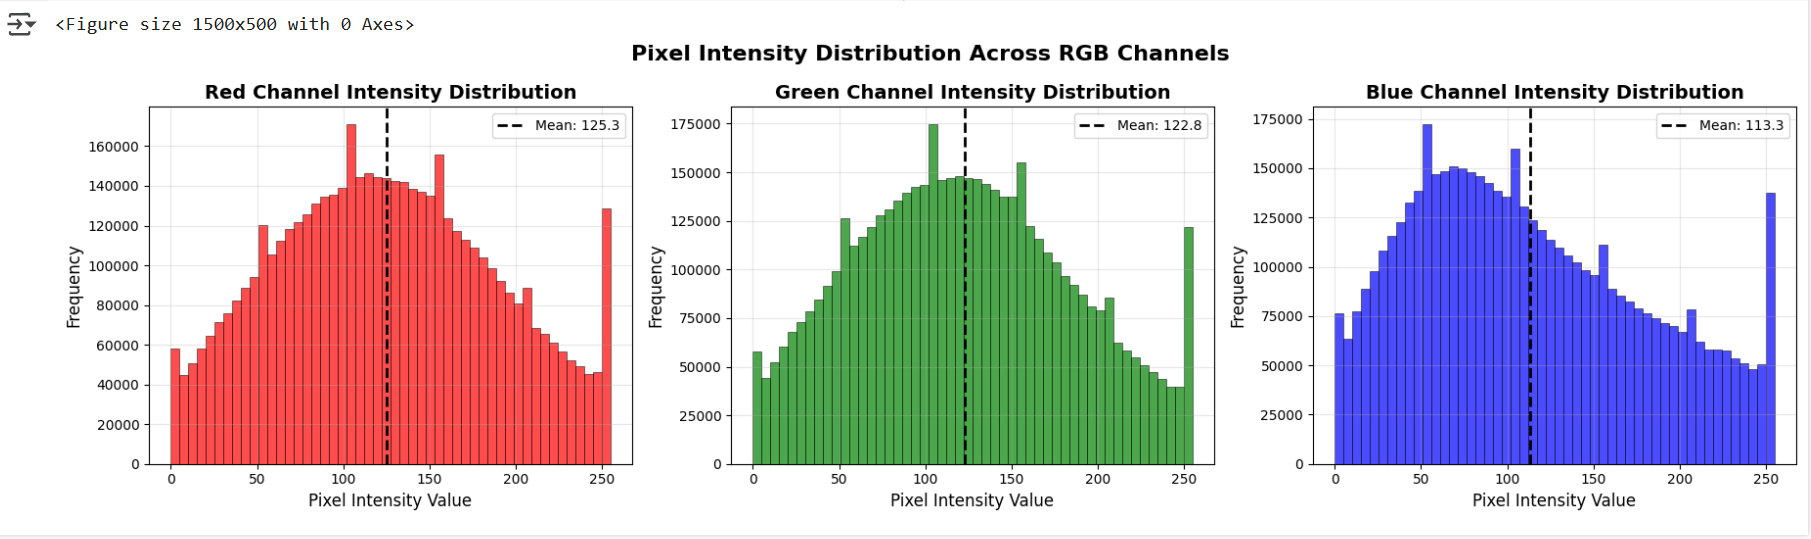 <Figure size 1500x500 with 0 Axes>
Pixel Intensity Distribution Across RGB Channels
Red Channel Intensity Distribution
Mean: 125.3
Frequency
160000
140000
120000
100000
80000
60000
40000
20000
0
0 50 100 150 200 250
Pixel Intensity Value
Green Channel Intensity Distribution
Mean: 122.8
Frequency
175000
150000
125000
100000
75000
50000
25000
0
0 50 100 150 200 250
Pixel Intensity Value
Blue Channel Intensity Distribution
Mean: 113.3
Frequency
175000
150000
125000
100000
75000
50000
25000
0
0 50 100 150 200 250
Pixel Intensity Value